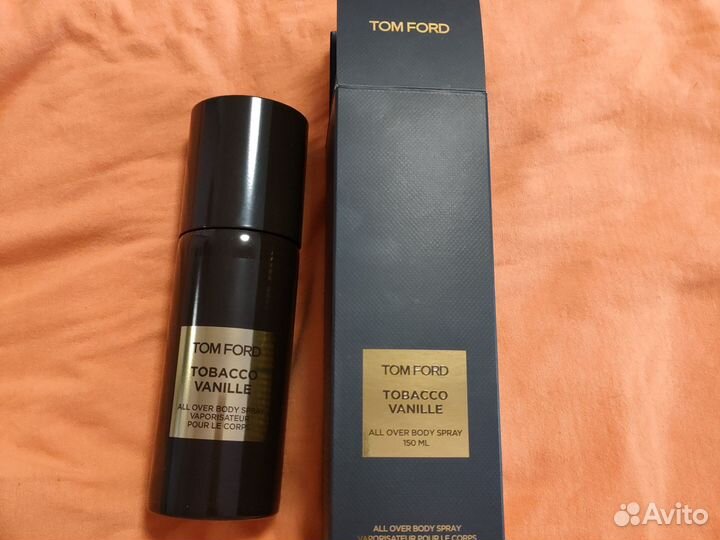 TOM FORD
TOM FORD
TOBACCO
VANILLE
ALL OVER BODY SPRAY
VAPORISATEUR
POUR LE CORPS
TOM FORD
TOBACCO
VANILLE
ALL OVER BODY SPRAY
150 ML
ALL OVER BODY SPRAY
VAPORISATEUR POUR LE CORPS
Avito